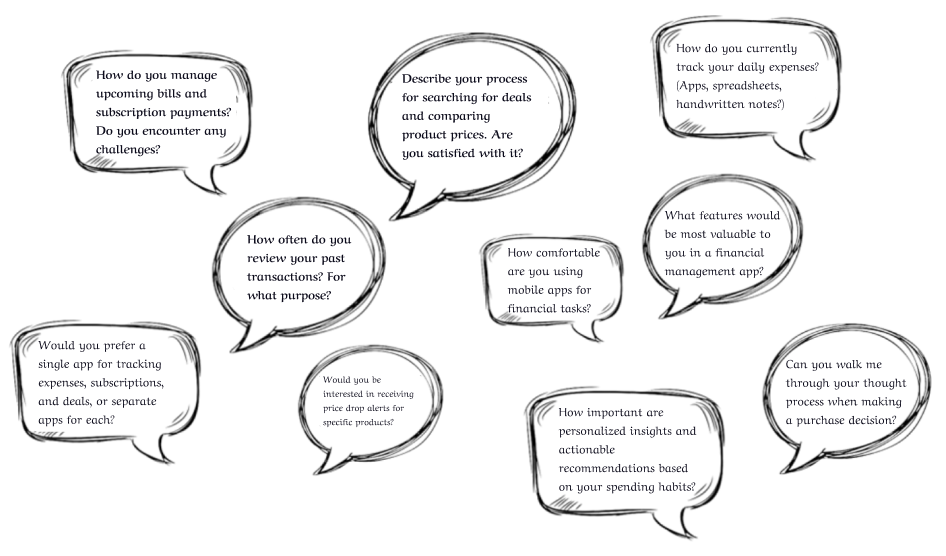 How do you manage
upcoming bills and
subscription payments?
Do you encounter any
challenges?
Describe your process
for searching for deals
and comparing
product prices. Are
you satisfied with it?
How do you currently
track your daily expenses?
(Apps, spreadsheets,
handwritten notes?)
How often do you
review your past
transactions? For
what purpose?
How comfortable
are you using
mobile apps for
financial tasks?
What features would
be most valuable to
you in a financial
management app?
Would you prefer a
single app for tracking
expenses, subscriptions,
and deals, or separate
apps for each?
Would you be
interested in receiving
price drop alerts for
specific products?
How important are
personalized insights and
actionable
recommendations based
on your spending habits?
Can you walk me
through your thought
process when making
a purchase decision?